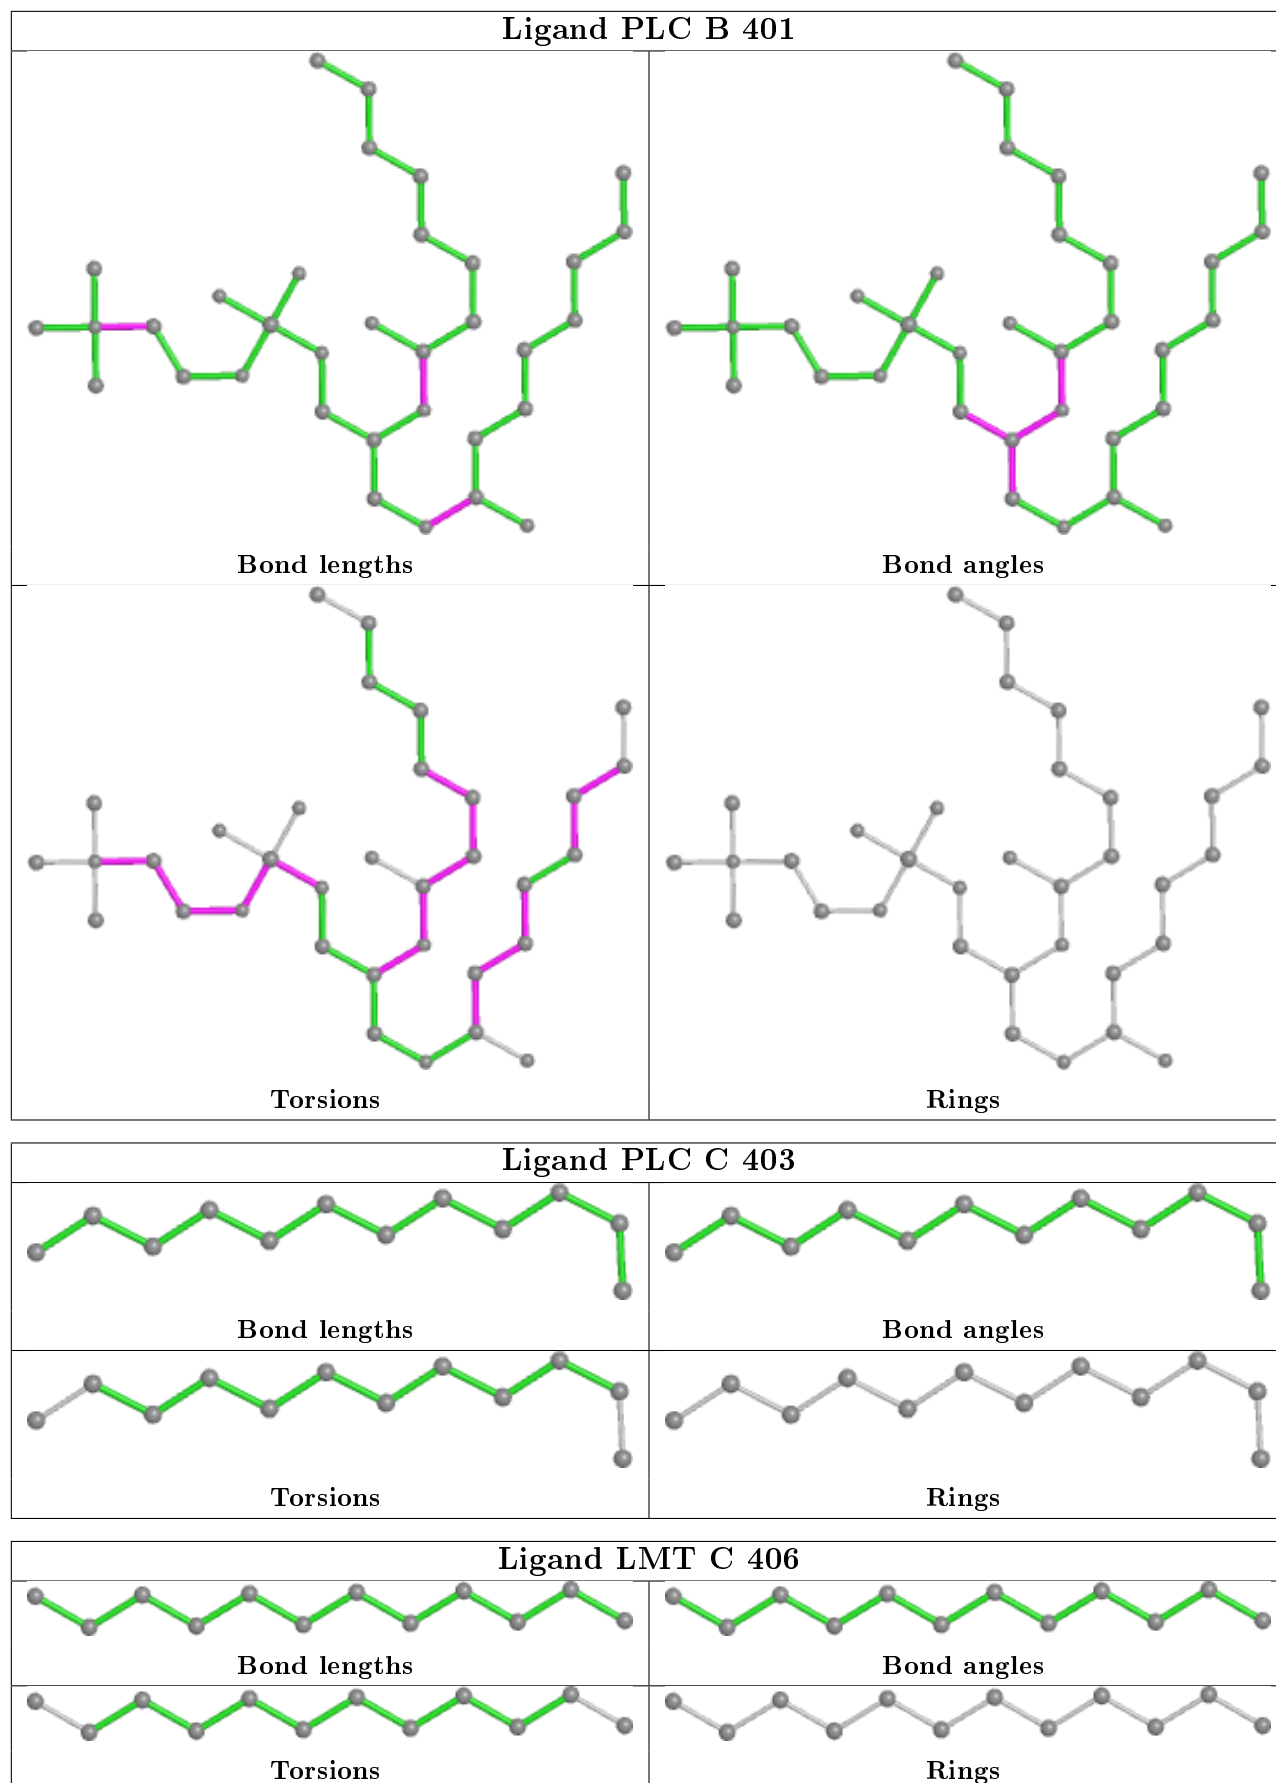 Ligand PLC B 401
Bond lengths
Bond angles
Torsions
Rings
Ligand PLC C 403
Bond lengths
Bond angles
Torsions
Rings
Ligand LMT C 406
Bond lengths
Bond angles
Torsions
Rings